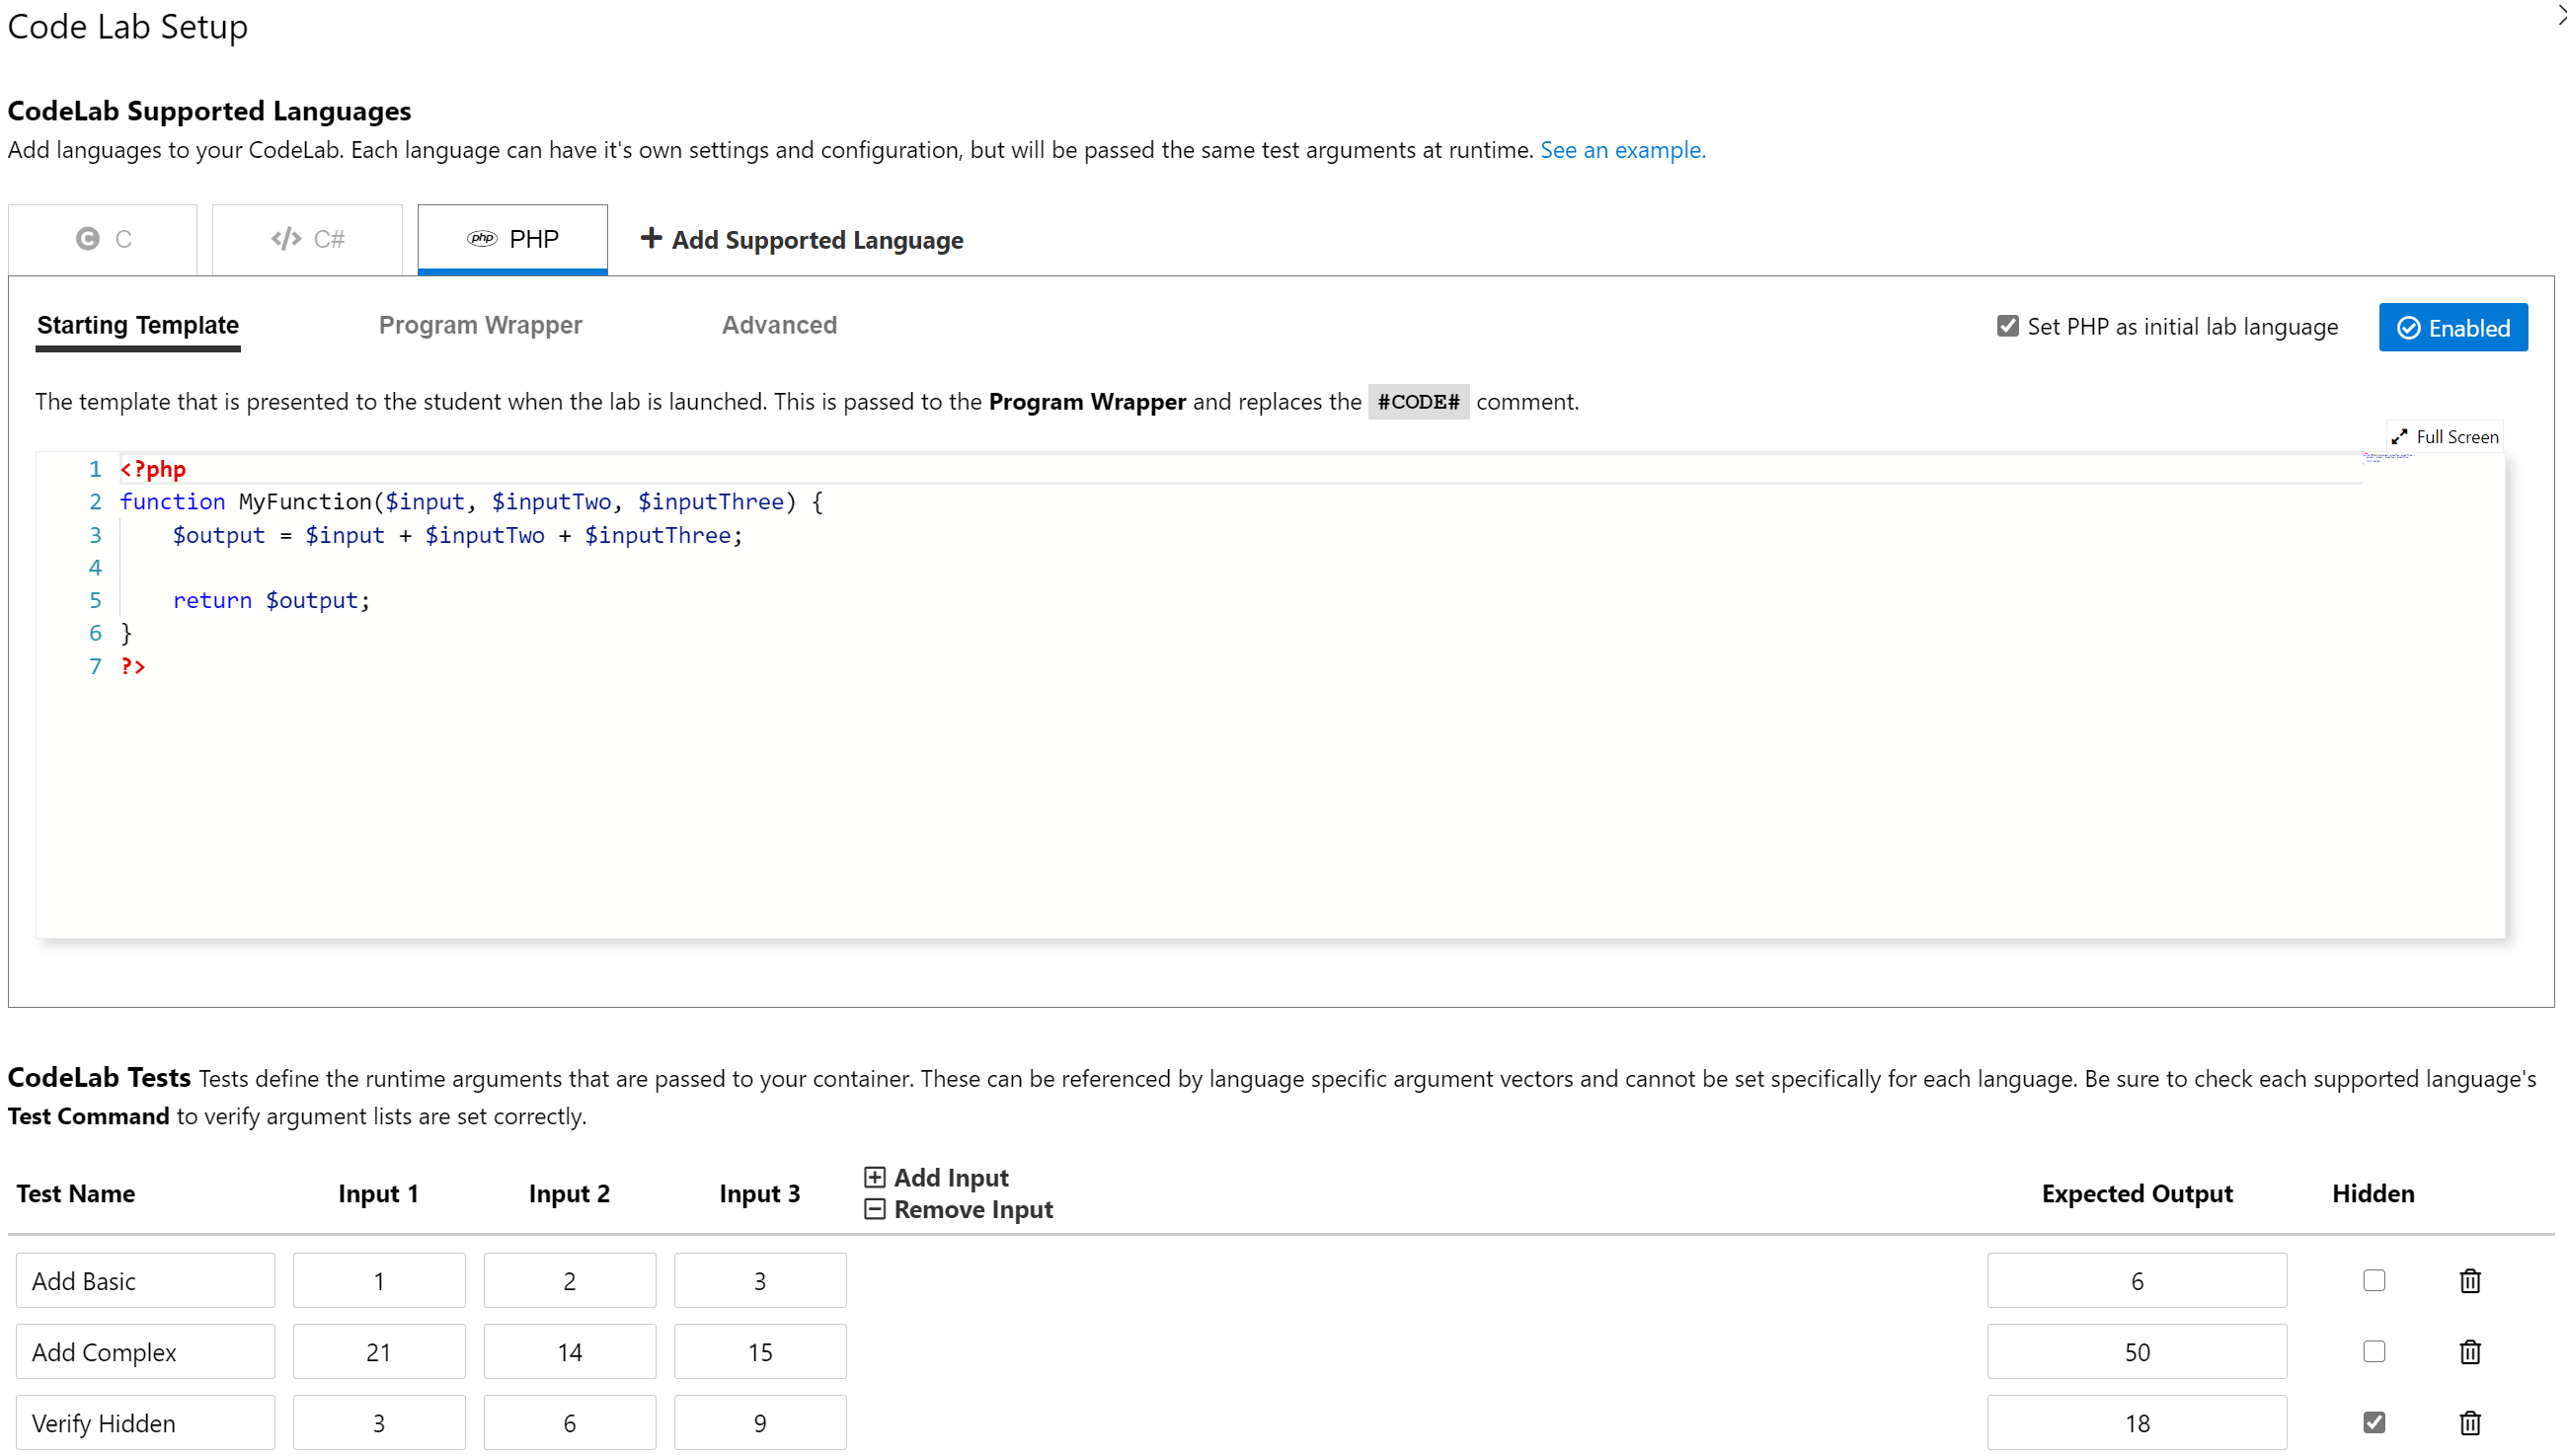 Code Lab Setup
CodeLab Supported Languages
Add languages to your CodeLab. Each language can have it's own settings and configuration, but will be passed the same test arguments at runtime. See an example.
C
</> C#
php PHP
+ Add Supported Language
Starting Template Program Wrapper Advanced
Set PHP as initial lab language
Enabled
The template that is presented to the student when the lab is launched. This is passed to the Program Wrapper and replaces the #CODE# comment.
Full Screen
1 <?php
2 function MyFunction($input, $inputTwo, $inputThree) {
3     $output = $input + $inputTwo + $inputThree;
4
5     return $output;
6 }
7 ?>
CodeLab Tests Tests define the runtime arguments that are passed to your container. These can be referenced by language specific argument vectors and cannot be set specifically for each language. Be sure to check each supported language's
Test Command to verify argument lists are set correctly.
Add Input
Test Name Input 1 Input 2 Input 3 Expected Output Hidden
Remove Input
Add Basic 1 2 3 6
Add Complex 21 14 15 50
Verify Hidden 3 6 9 18